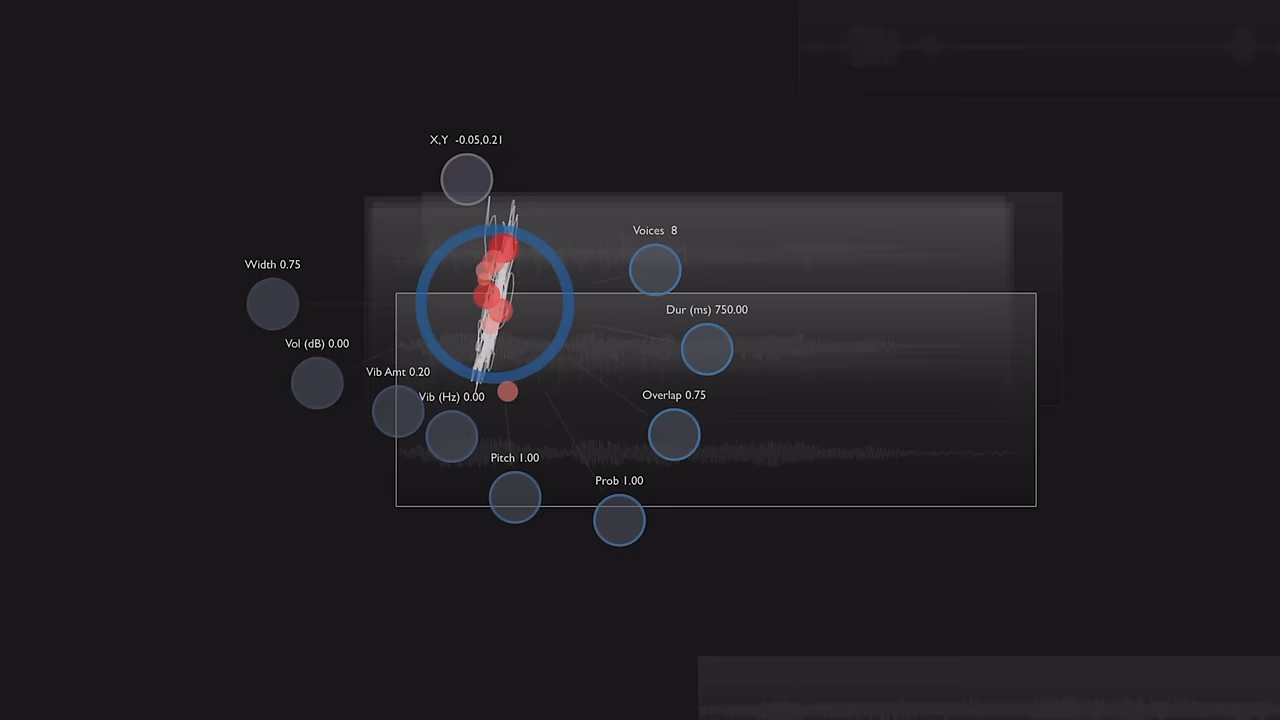 X,Y  -0.05,0.21
Voices  8
Width 0.75
Dur (ms) 750.00
Vol (dB) 0.00
Vib Amt 0.20
Vib (Hz) 0.00
Overlap 0.75
Pitch 1.00
Prob 1.00